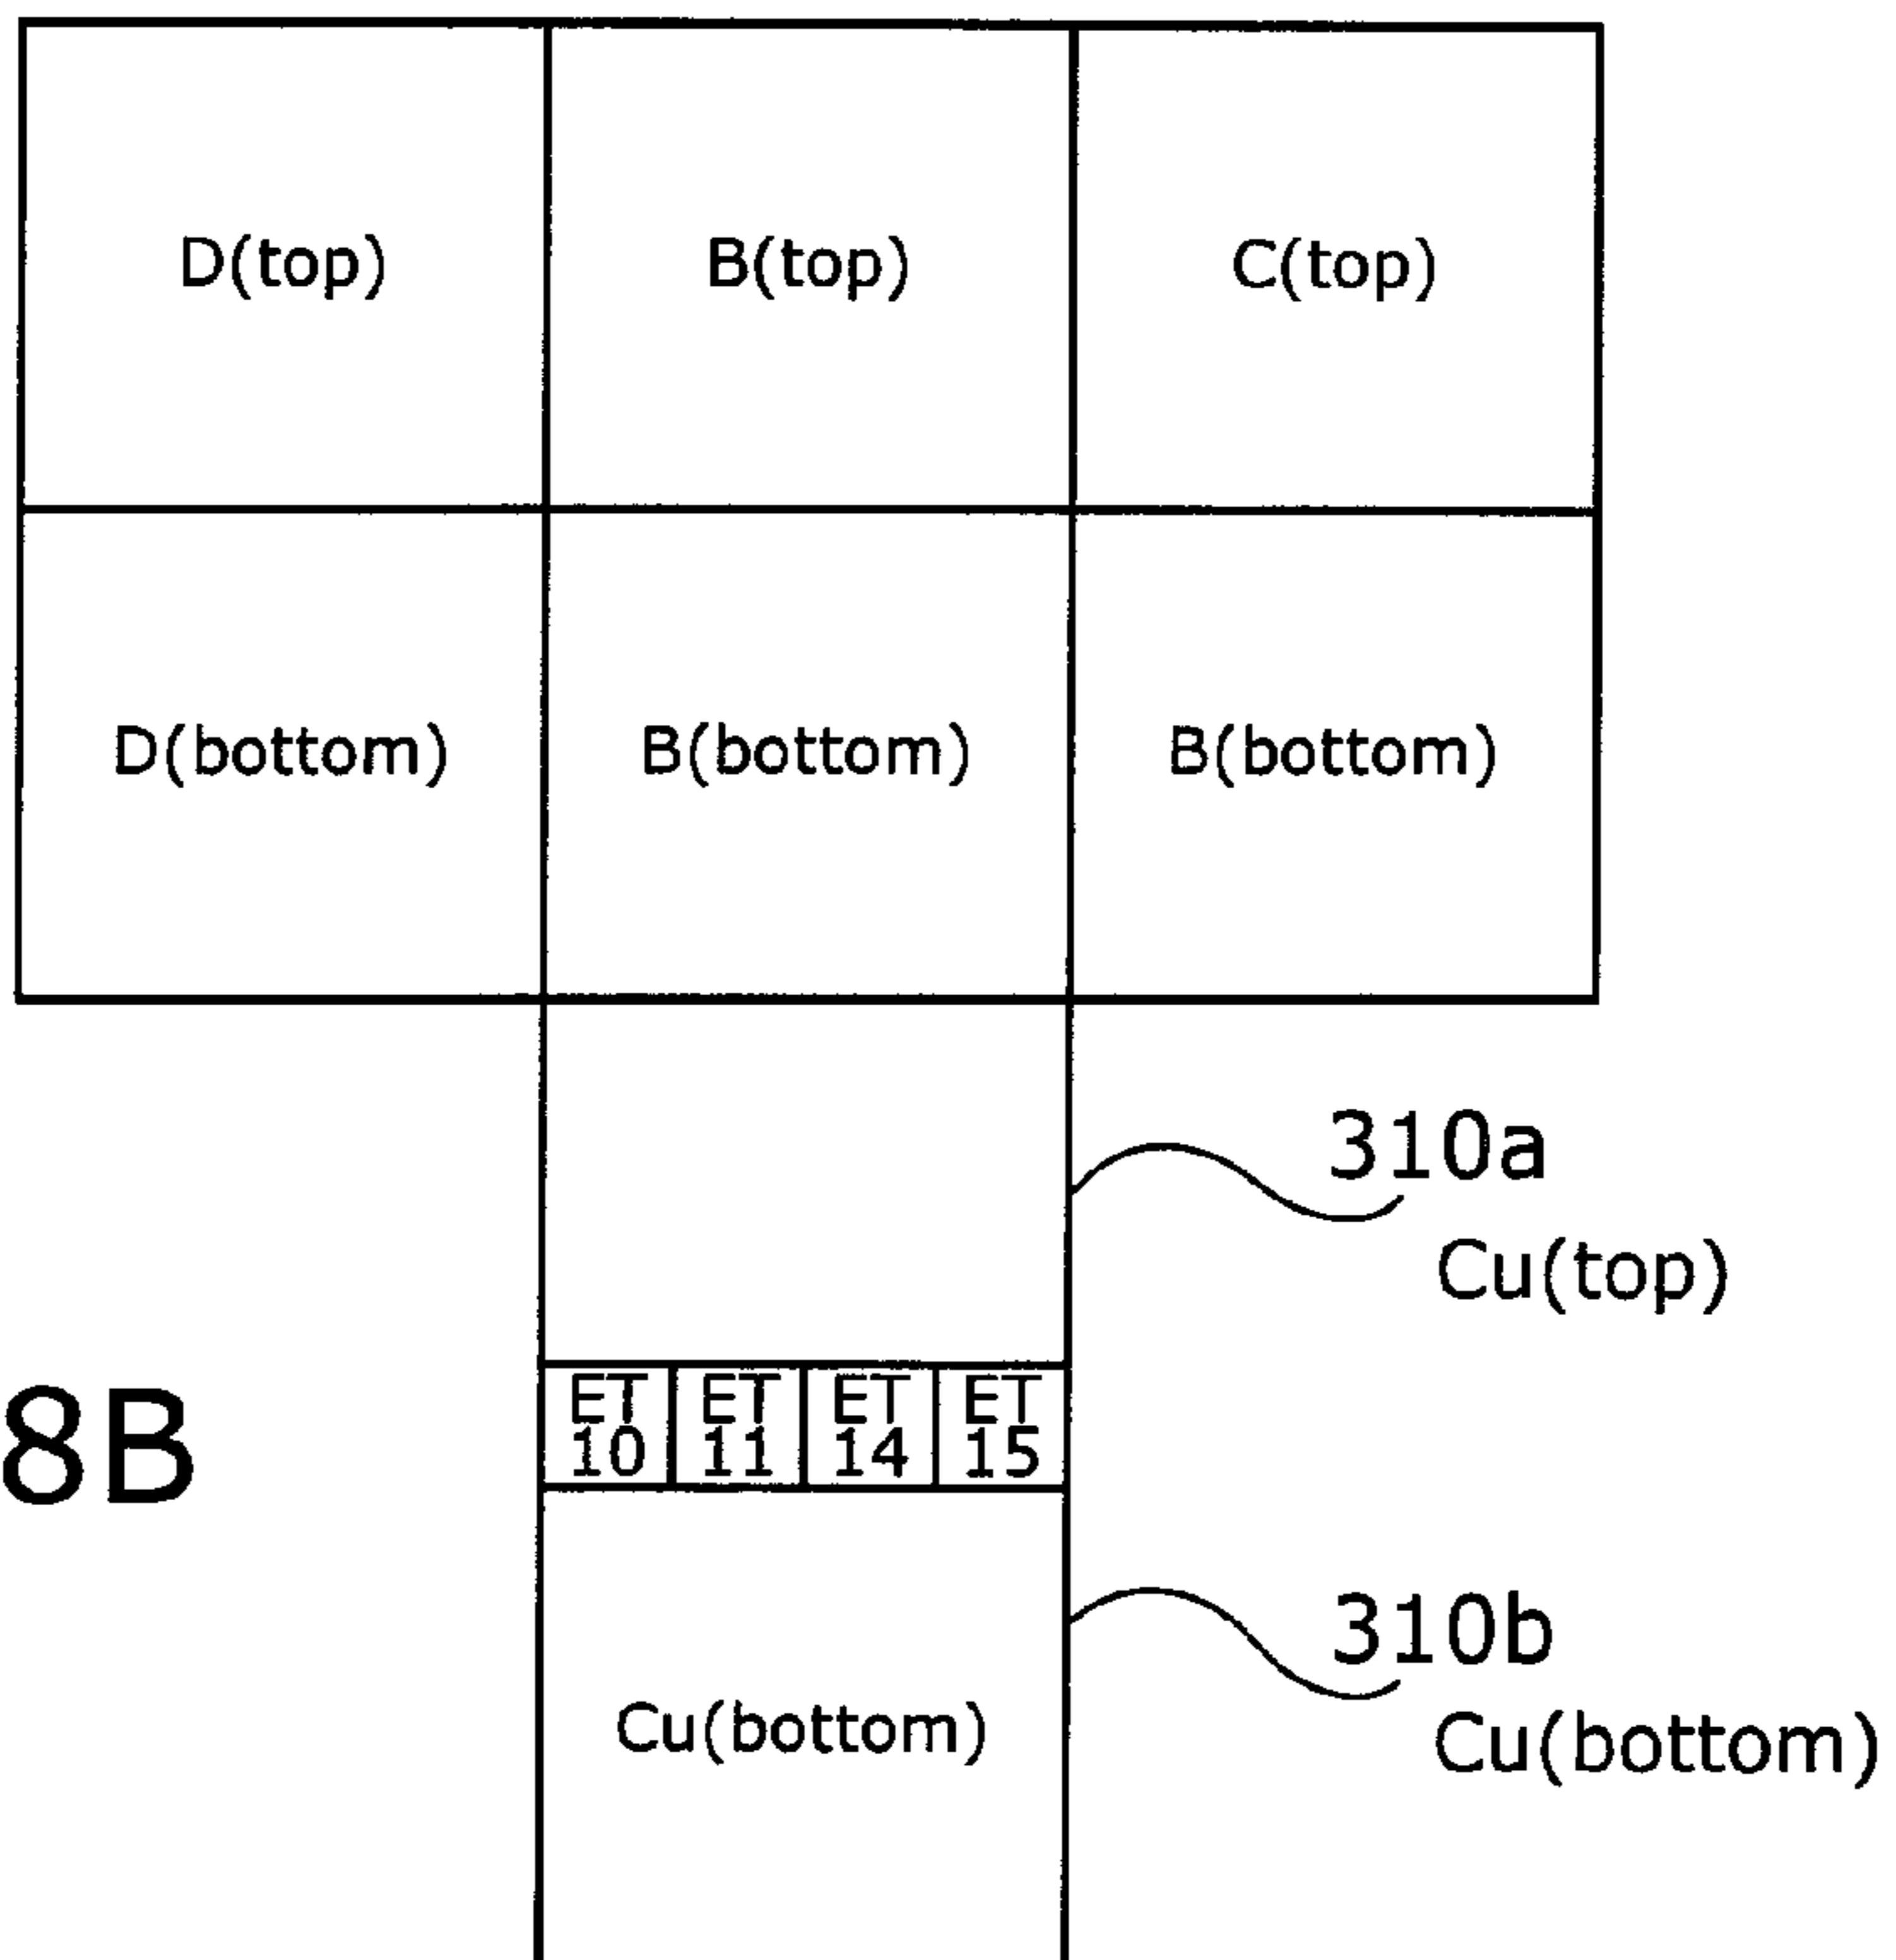 D(top) B(top) C(top)
D(bottom) B(bottom) B(bottom)
310a
Cu(top)
ET ET ET ET
10 11 14 15
8B
310b
Cu(bottom)
Cu(bottom)